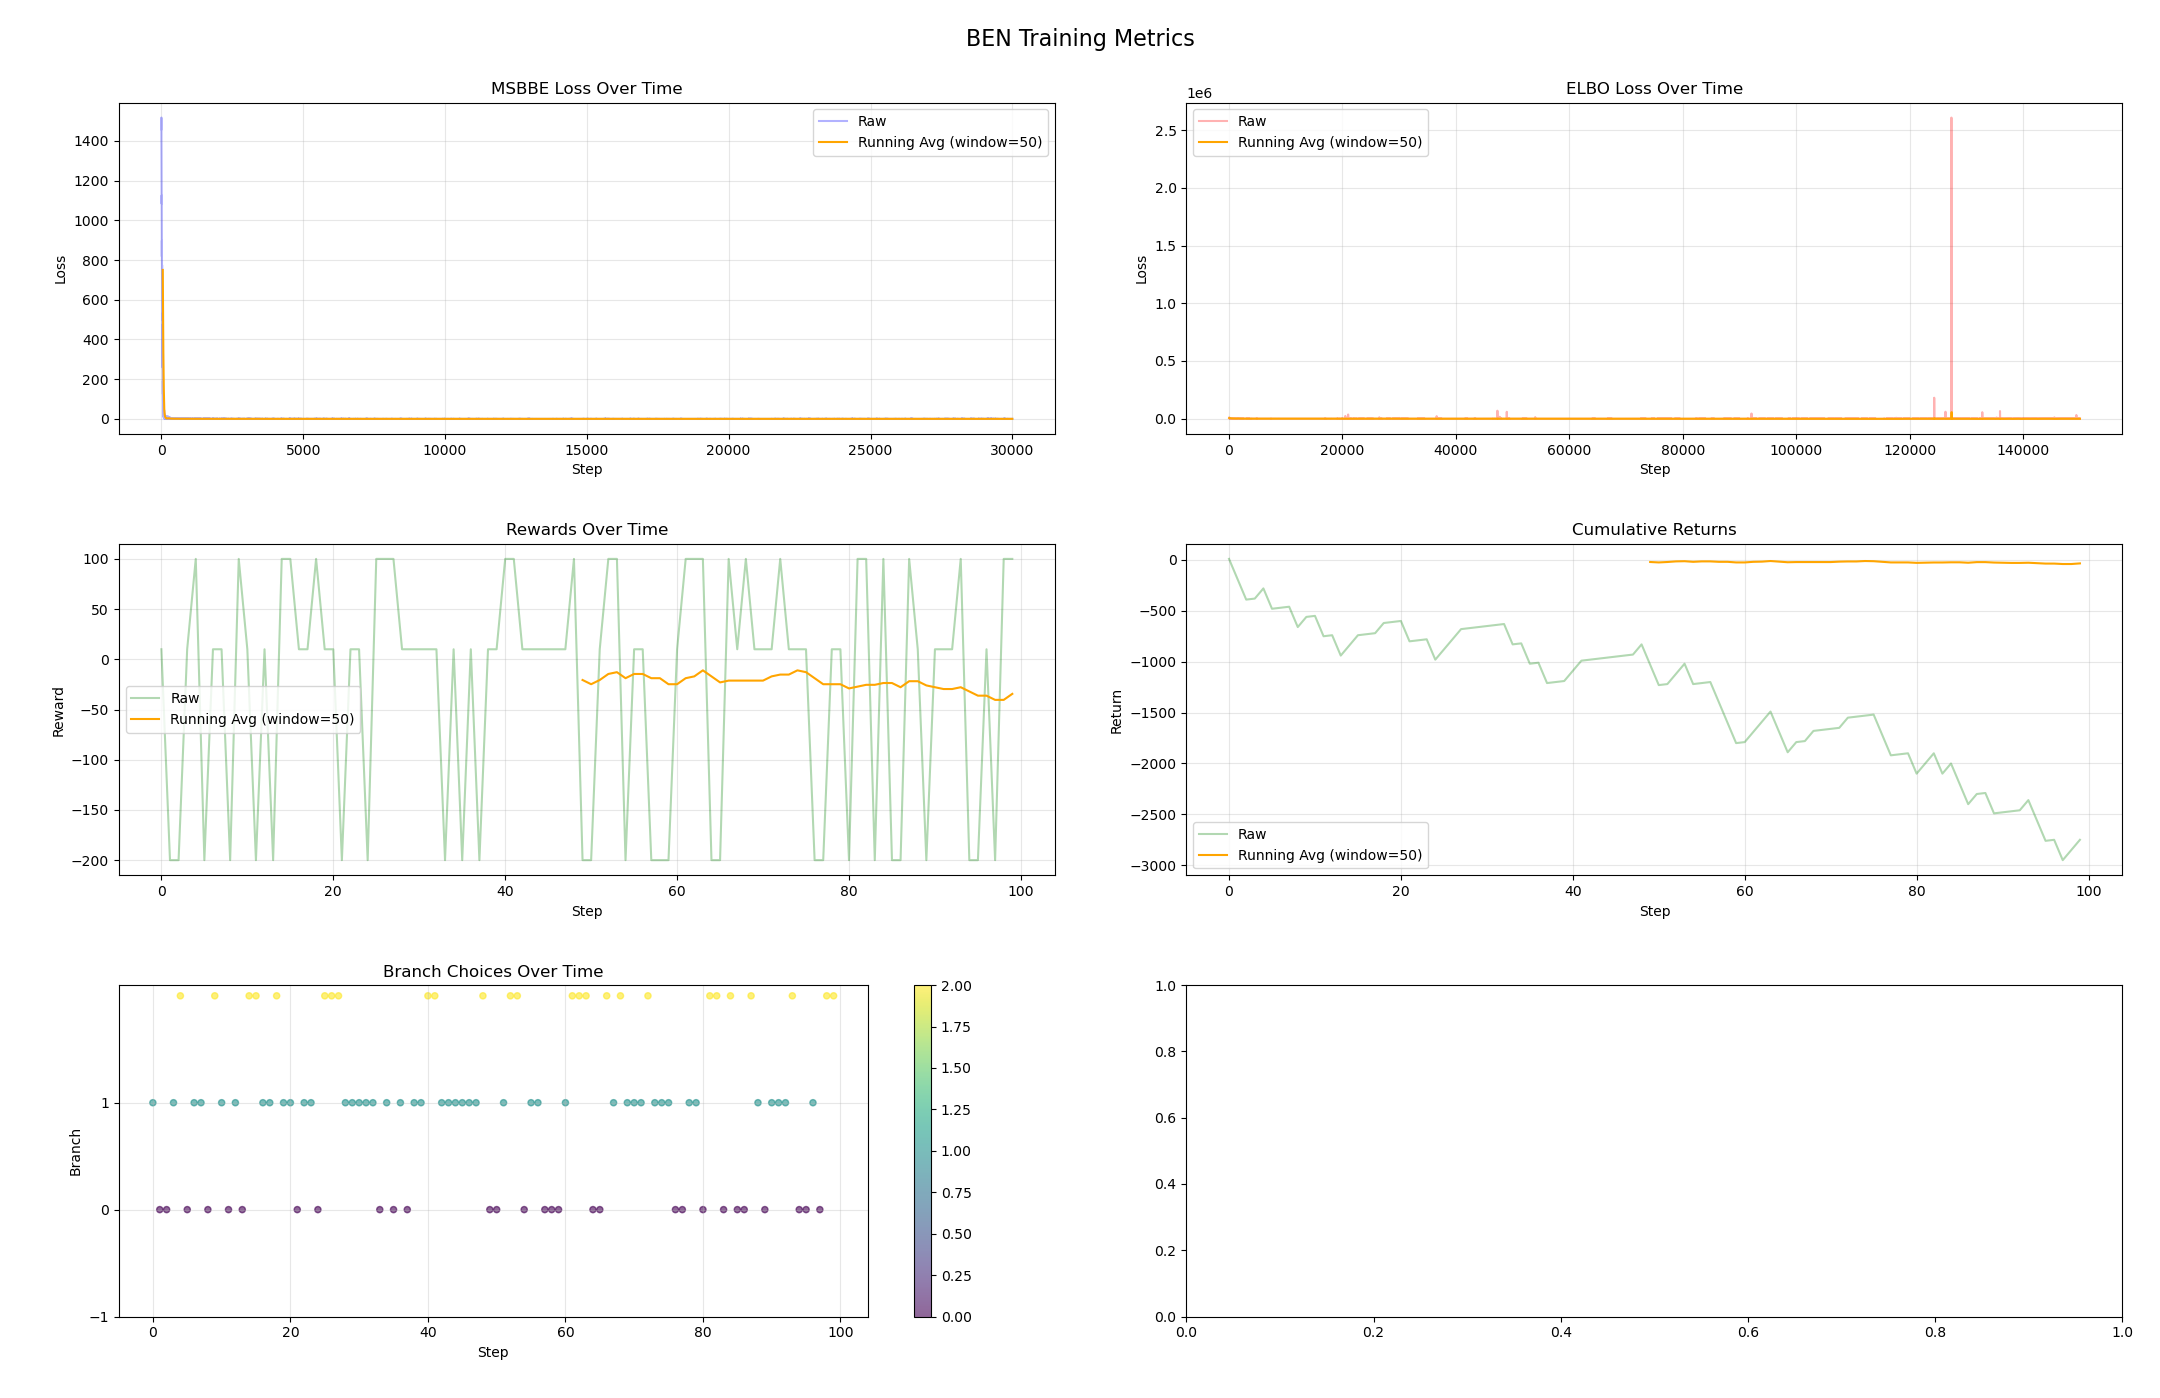 BEN Training Metrics
MSBBE Loss Over Time
Loss
1400
1200
1000
800
600
400
200
0
Raw
Running Avg (window=50)
0 5000 10000 15000 20000 25000 30000
Step
ELBO Loss Over Time
1e6
Loss
2.5
2.0
1.5
1.0
0.5
0.0
Raw
Running Avg (window=50)
0 20000 40000 60000 80000 100000 120000 140000
Step
Rewards Over Time
Reward
100
50
0
−50
−100
−150
−200
Raw
Running Avg (window=50)
0 20 40 60 80 100
Step
Cumulative Returns
Return
0
−500
−1000
−1500
−2000
−2500
−3000
Raw
Running Avg (window=50)
0 20 40 60 80 100
Step
Branch Choices Over Time
Branch
1
0
−1
0 20 40 60 80 100
Step
2.00
1.75
1.50
1.25
1.00
0.75
0.50
0.25
0.00
1.0
0.8
0.6
0.4
0.2
0.0
0.0 0.2 0.4 0.6 0.8 1.0